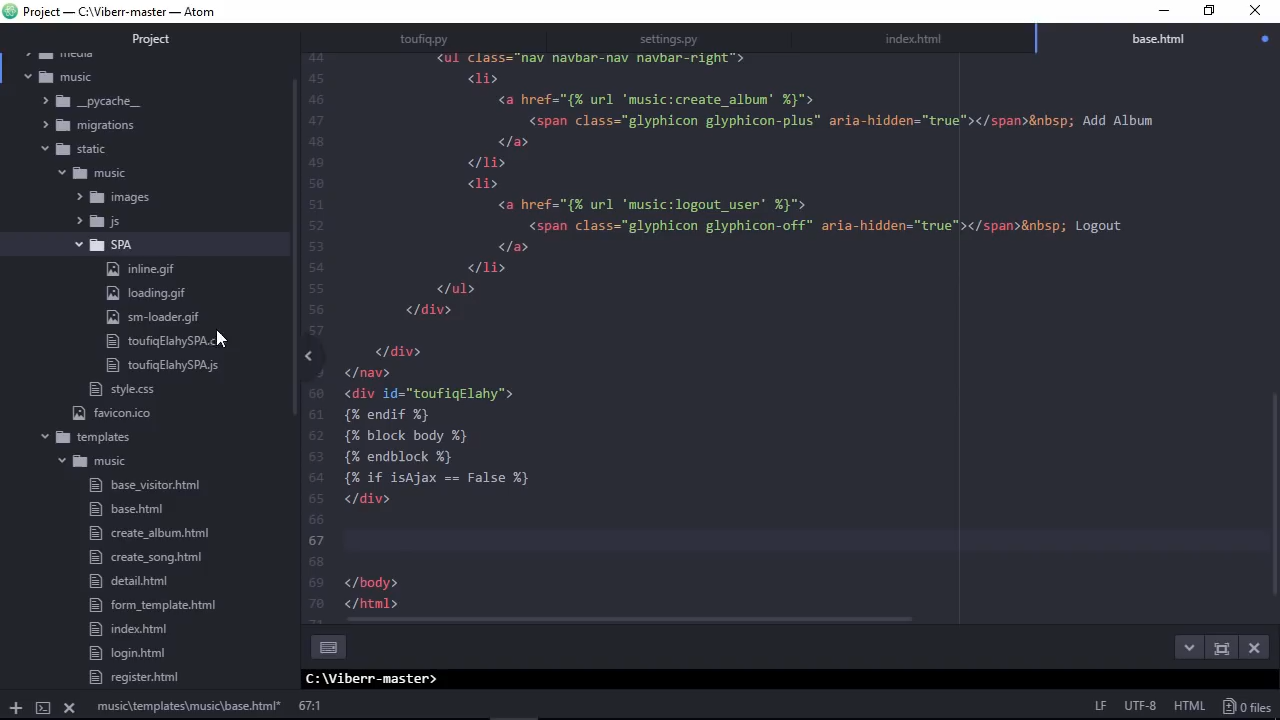 Project — C:\Viberr-master — Atom
Project
toufiq.py
settings.py
index.html
base.html
media
music
__pycache__
migrations
static
music
images
js
SPA
inline.gif
loading.gif
sm-loader.gif
toufiqElahySPA.c
toufiqElahySPA.js
style.css
favicon.ico
templates
music
base_visitor.html
base.html
create_album.html
create_song.html
detail.html
form_template.html
index.html
login.html
register.html
44 <ul class="nav navbar-nav navbar-right">
45 <li>
46 <a href="{% url 'music:create_album' %}">
47 <span class="glyphicon glyphicon-plus" aria-hidden="true"></span>&nbsp; Add Album
48 </a>
49 </li>
50 <li>
51 <a href="{% url 'music:logout_user' %}">
52 <span class="glyphicon glyphicon-off" aria-hidden="true"></span>&nbsp; Logout
53 </a>
54 </li>
55 </ul>
56 </div>
57
</div>
</nav>
60 <div id="toufiqElahy">
61 {% endif %}
62 {% block body %}
63 {% endblock %}
64 {% if isAjax == False %}
65 </div>
66
67
68
69 </body>
70 </html>
C:\Viberr-master>
music\templates\music\base.html* 67:1
LF UTF-8 HTML 0 files